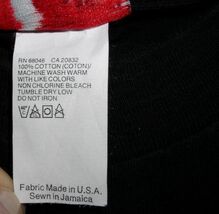 RN 68046 CA 20832
100% COTTON (COTON)/
MACHINE WASH WARM
WITH LIKE COLORS
NON CHLORINE BLEACH
TUMBLE DRY LOW
DO NOT IRON
Fabric Made in U.S.A.
Sewn in Jamaica